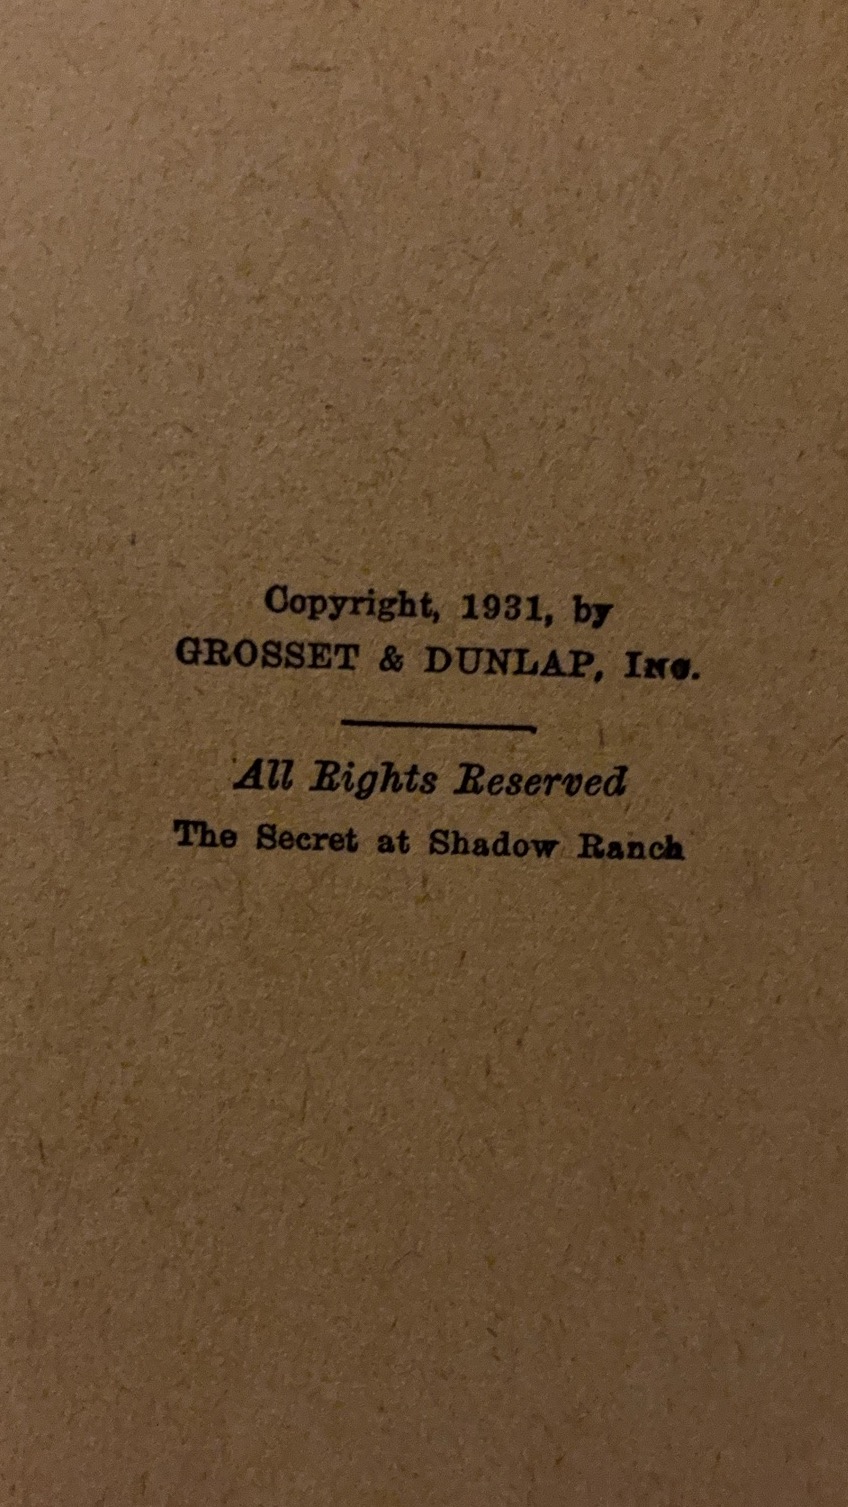 Copyright, 1931, by
GROSSET & DUNLAP, Inc.
All Rights Reserved
The Secret at Shadow Ranch